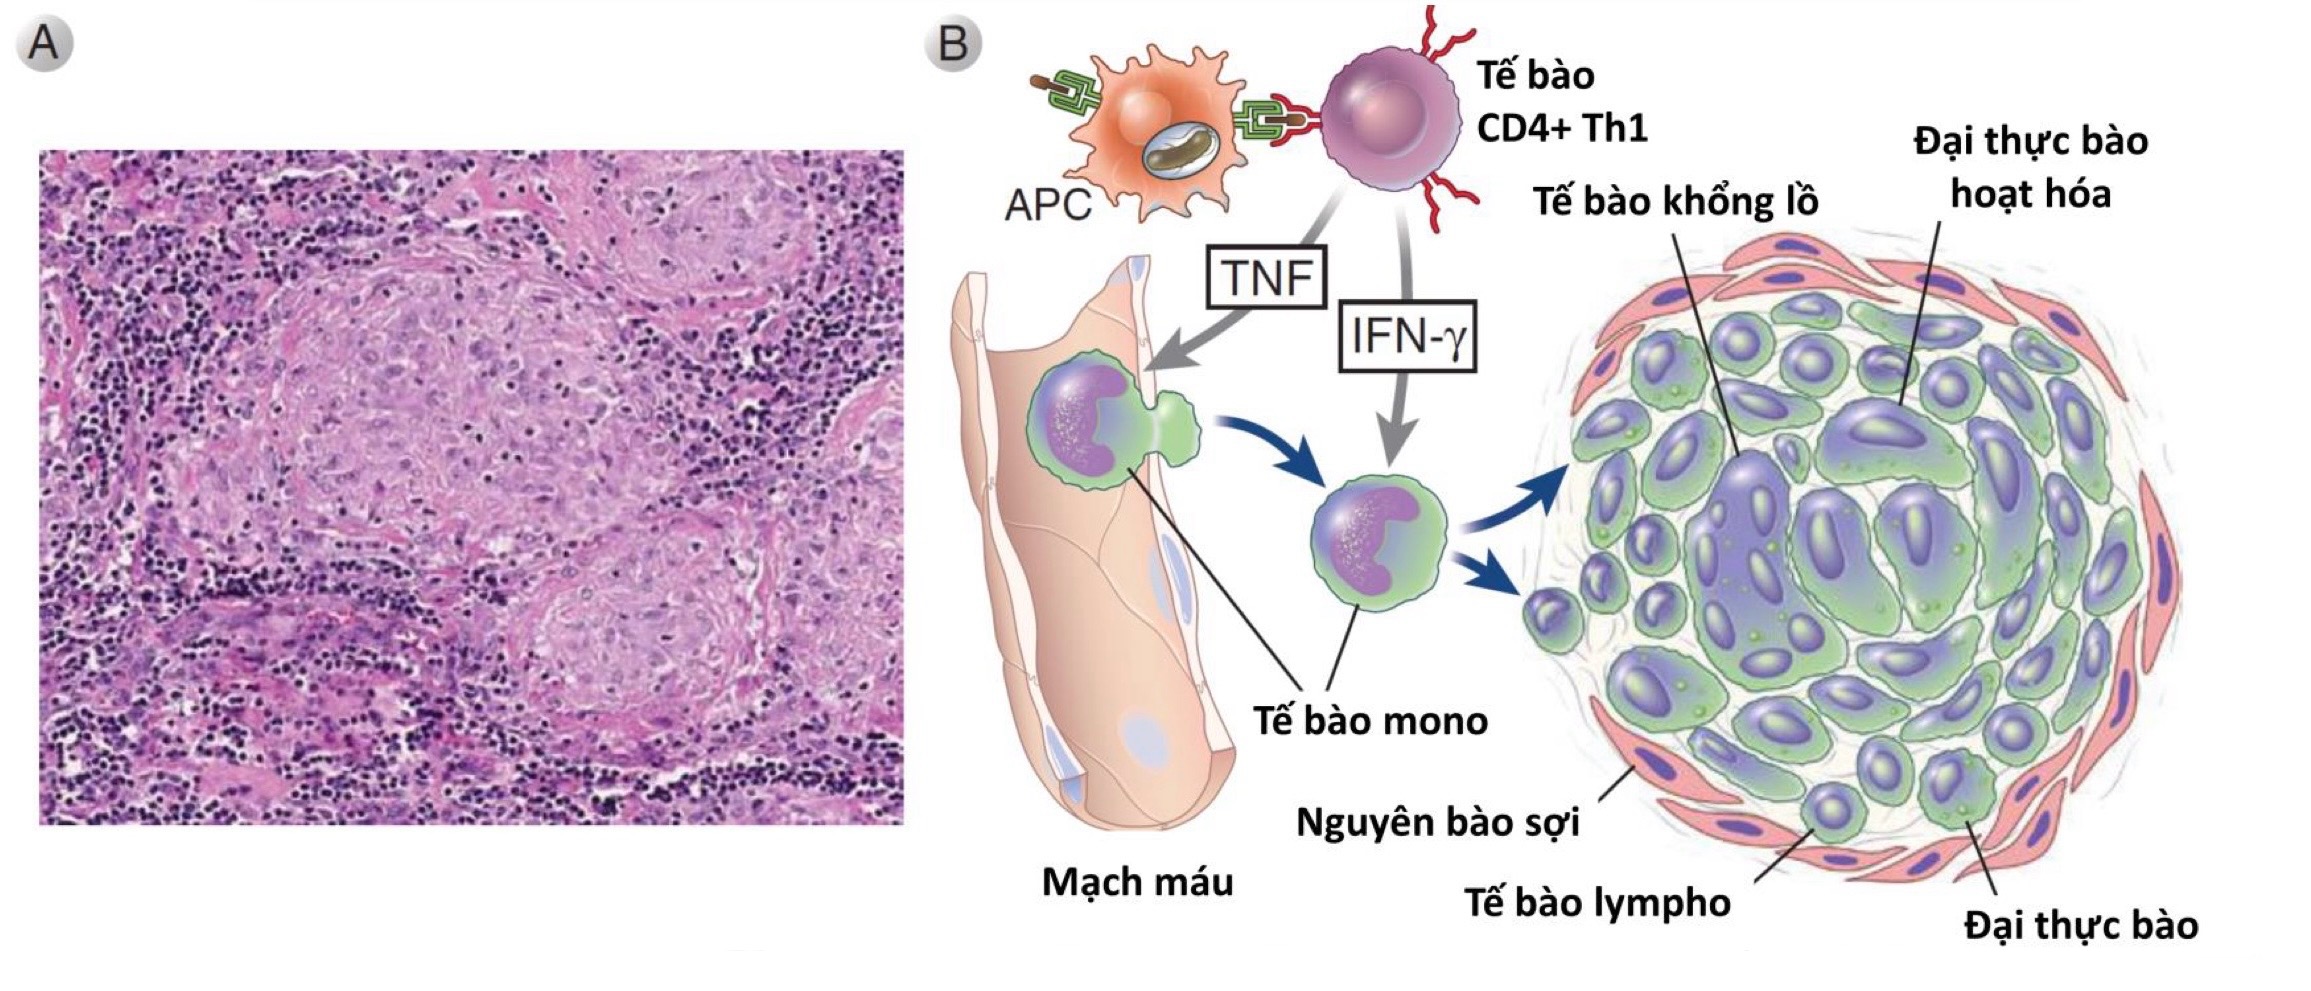 A
B
Tế bào
CD4+ Th1
APC
Đại thực bào
hoạt hóa
Tế bào khổng lồ
TNF
IFN-γ
Tế bào mono
Nguyên bào sợi
Mạch máu
Tế bào lympho
Đại thực bào